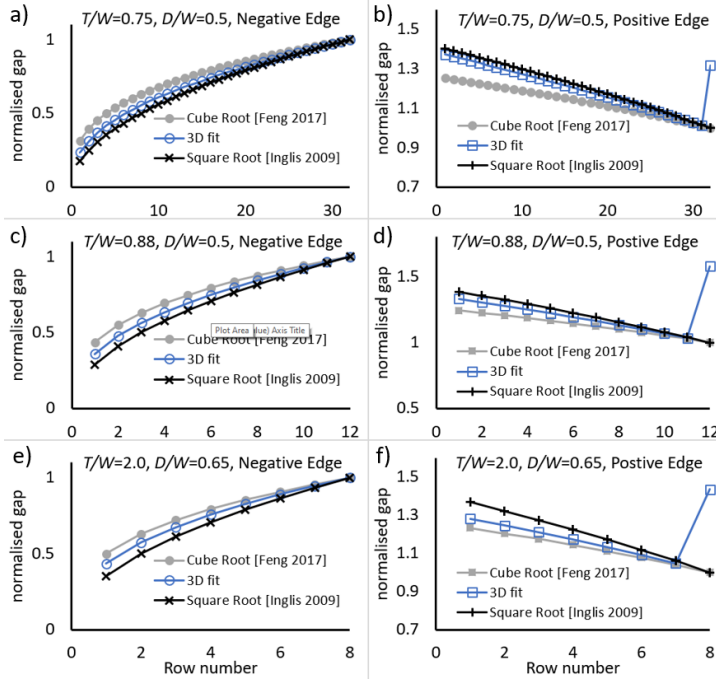 a)
T/W=0.75, D/W=0.5, Negative Edge
normalised gap
1
0.5
0
Cube Root [Feng 2017]
3D fit
Square Root [Inglis 2009]
0 10 20 30
b)
T/W=0.75, D/W=0.5, Positive Edge
normalised gap
1.5
1.3
1.1
0.9
0.7
Cube Root [Feng 2017]
3D fit
Square Root [Inglis 2009]
0 10 20 30
c)
T/W=0.88, D/W=0.5, Negative Edge
normalised gap
1
0.5
0
Plot Area
lue) Axis Title
Cube Root [Feng 2017]
3D fit
Square Root [Inglis 2009]
0 2 4 6 8 10 12
d)
T/W=0.88, D/W=0.5, Postive Edge
normalised gap
1.5
1
0.5
Cube Root [Feng 2017]
3D fit
Square Root [Inglis 2009]
0 2 4 6 8 10 12
e)
T/W=2.0, D/W=0.65, Negative Edge
normalised gap
1
0.5
0
Cube Root [Feng 2017]
3D fit
Square Root [Inglis 2009]
0 2 4 6 8
Row number
f)
T/W=2.0, D/W=0.65, Postive Edge
normalised gap
1.5
1.3
1.1
0.9
0.7
Cube Root [Feng 2017]
3D fit
Square Root [Inglis 2009]
0 2 4 6 8
Row number